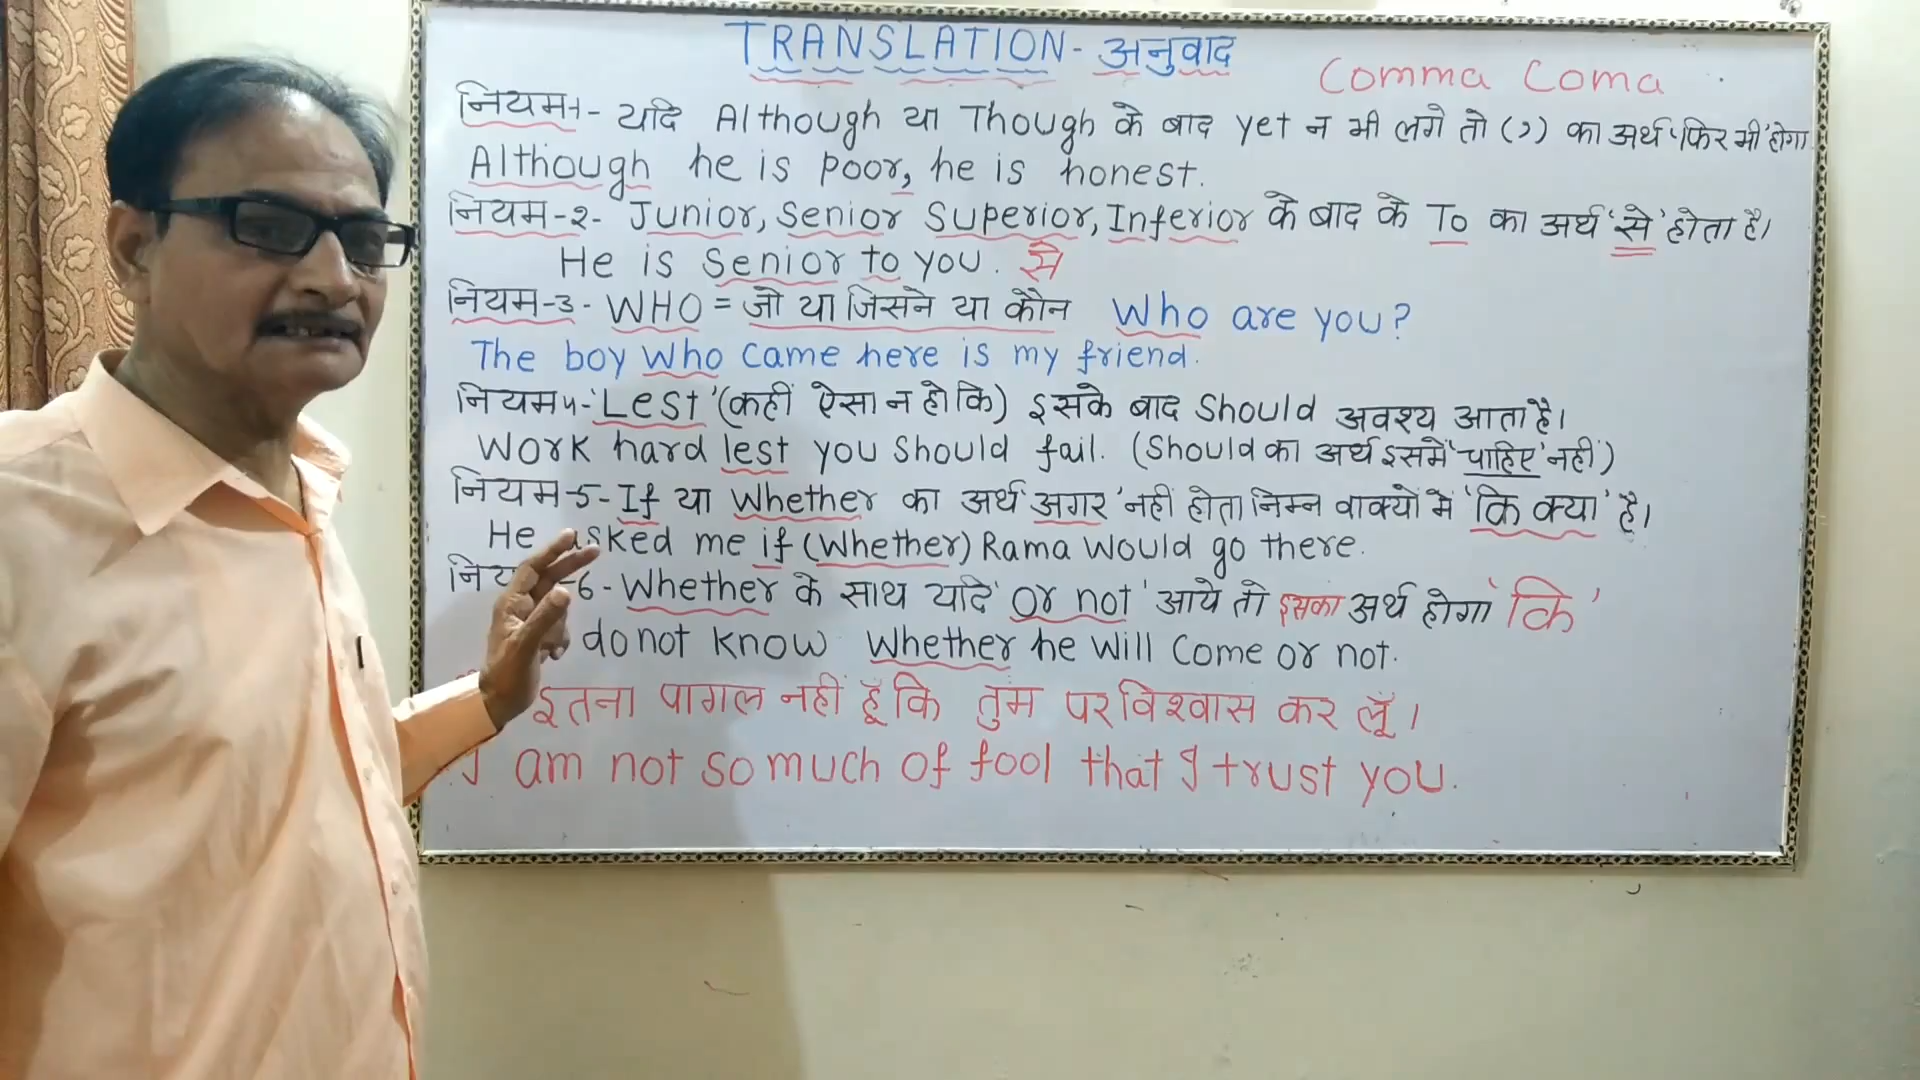 TRANSLATION- अनुवाद
Comma Coma
नियम1- यदि Although या Though के बाद yet न भी लगे तो (,) का अर्थ 'फिर भी' होगा
Although he is poor, he is honest.
नियम-2- Junior, Senior Superior, Inferior के बाद के To का अर्थ 'से' होता है।
He is Senior to you. से
नियम-3- WHO = जो या जिसने या कौन Who are you?
The boy Who Came here is my friend.
नियम4-'Lest' (कहीं ऐसा न हो कि) इसके बाद Should अवश्य आता है।
Work hard lest you Should fail. (Should का अर्थ इसमें 'चाहिए' नहीं)
नियम-5- If या Whether का अर्थ 'अगर' नहीं होता निम्न वाक्यों में 'कि क्या' है।
He asked me if (Whether) Rama Would go there.
-6- Whether के साथ यदि 'or not' आये तो इसका अर्थ होगा 'कि'
do not know Whether he Will Come or not.
इतना पागल नहीं हूँ कि तुम पर विश्वास कर लूँ।
I am not so much of fool that I trust you.